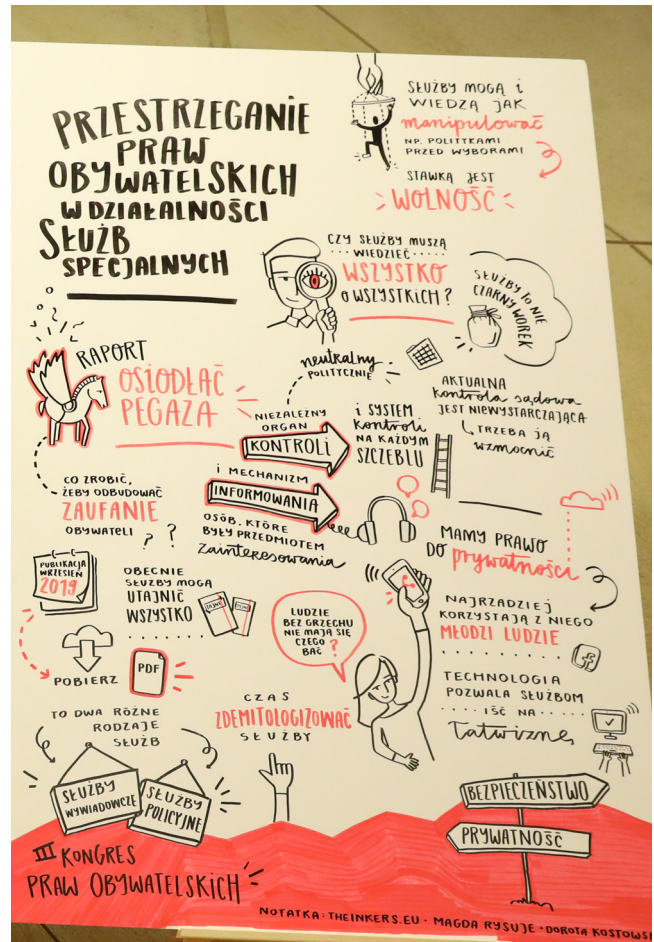 PRZESTRZEGANIE
PRAW
OBYWATELSKICH
W DZIAŁALNOŚCI
SŁUŻB
SPECJALNYCH
SŁUŻBY MOGĄ I
WIEDZĄ JAK
manipulować
NP. POLITYKAMI
PRZED WYBORAMI
STAWKĄ JEST
WOLNOŚĆ
CZY SŁUŻBY MUSZĄ
WIEDZIEĆ
WSZYSTKO
O WSZYSTKICH?
SŁUŻBY TO NIE
CZARNY WOREK
RAPORT
OSIODŁAĆ
PEGAZA
neutralny
POLITYCZNIE
NIEZALEŻNY
ORGAN
KONTROLI
I SYSTEM
kontroli
NA KAŻDYM
SZCZEBLU
AKTUALNA
kontrola sądowa
JEST NIEWYSTARCZAJĄCA
TRZEBA JĄ
wzmocnić
I MECHANIZM
INFORMOWANIA
OSÓB, KTÓRE
BYŁY PRZEDMIOTEM
zainteresowania
CO ZROBIĆ,
ŻEBY ODBUDOWAĆ
ZAUFANIE
OBYWATELI ? ?
MAMY PRAWO
DO prywatności
PUBLIKACJA
WRZESIEŃ
2019
POBIERZ
PDF
OBECNIE
SŁUŻBY MOGĄ
UTAJNIĆ
WSZYSTKO
LUDZIE
BEZ GRZECHU
NIE MAJĄ SIĘ
CZEGO
BAĆ ?
NAJRZADZIEJ
KORZYSTAJĄ Z NIEGO
MŁODZI LUDZIE
f
TECHNOLOGIA
POZWALA SŁUŻBOM
IŚĆ NA
łatwiznę
TO DWA RÓŻNE
RODZAJE
SŁUŻB
SŁUŻBY
WYWIADOWCZE
SŁUŻBY
POLICYJNE
CZAS
ZDEMITOLOGIZOWAĆ
SŁUŻBY
BEZPIECZEŃSTWO
PRYWATNOŚĆ
III KONGRES
PRAW OBYWATELSKICH
NOTATKA: THEINKERS.EU · MAGDA RYSUJE · DOROTA KOSTOWS